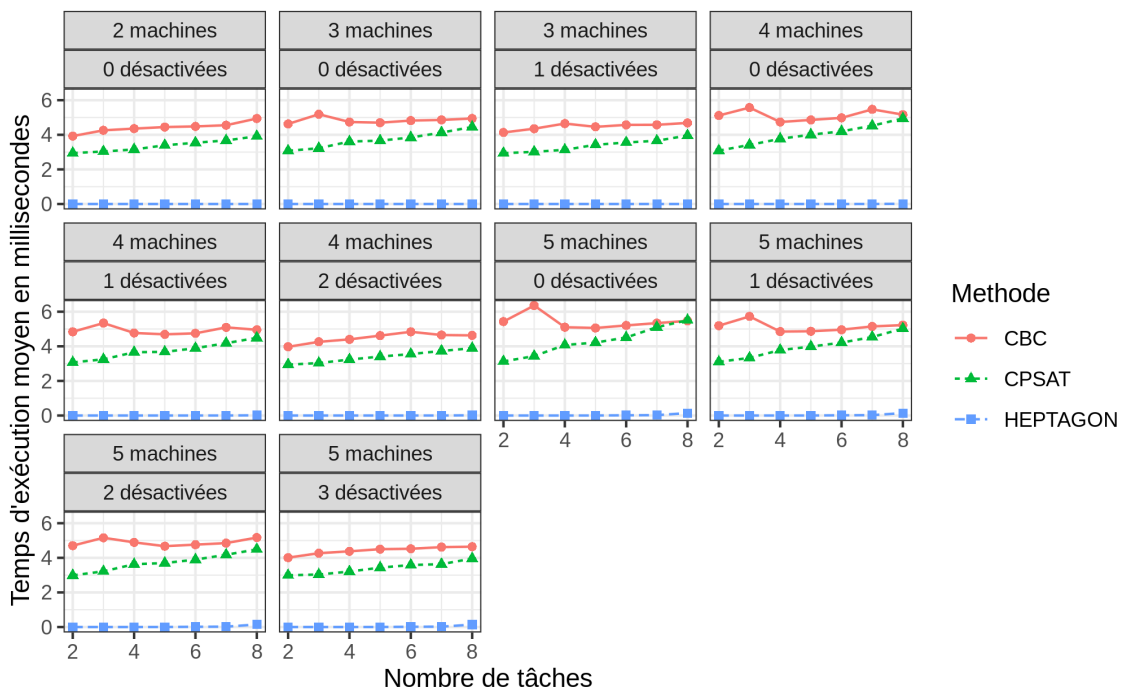 2 machines
0 désactivées
3 machines
0 désactivées
3 machines
1 désactivées
4 machines
0 désactivées
6
4
2
0
4 machines
1 désactivées
4 machines
2 désactivées
5 machines
0 désactivées
5 machines
1 désactivées
6
4
2
0
2
4
6
8
2
4
6
8
5 machines
2 désactivées
5 machines
3 désactivées
6
4
2
0
2
4
6
8
2
4
6
8
Temps d'exécution moyen en millisecondes
Nombre de tâches
Methode
CBC
CPSAT
HEPTAGON